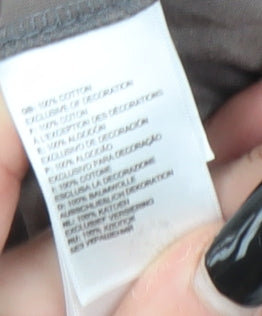 GB: 100% COTTON
EXCLUSIVE OF DECORATION
F: 100% COTON
A L'EXCEPTION DES DÉCORATIONS
E: 100% ALGODÓN
EXCLUSIVO DE DECORACIÓN
P: 100% ALGODÃO
EXCLUSIVO PARA DECORAÇÃO
I: 100% COTONE
ESCLUSA LA DECORAZIONE
D: 100% BAUMWOLLE
AUSSCHLIEßLICH DEKORATION
NL: 100% KATOEN
EXCLUSIEF VERSIERING
100%